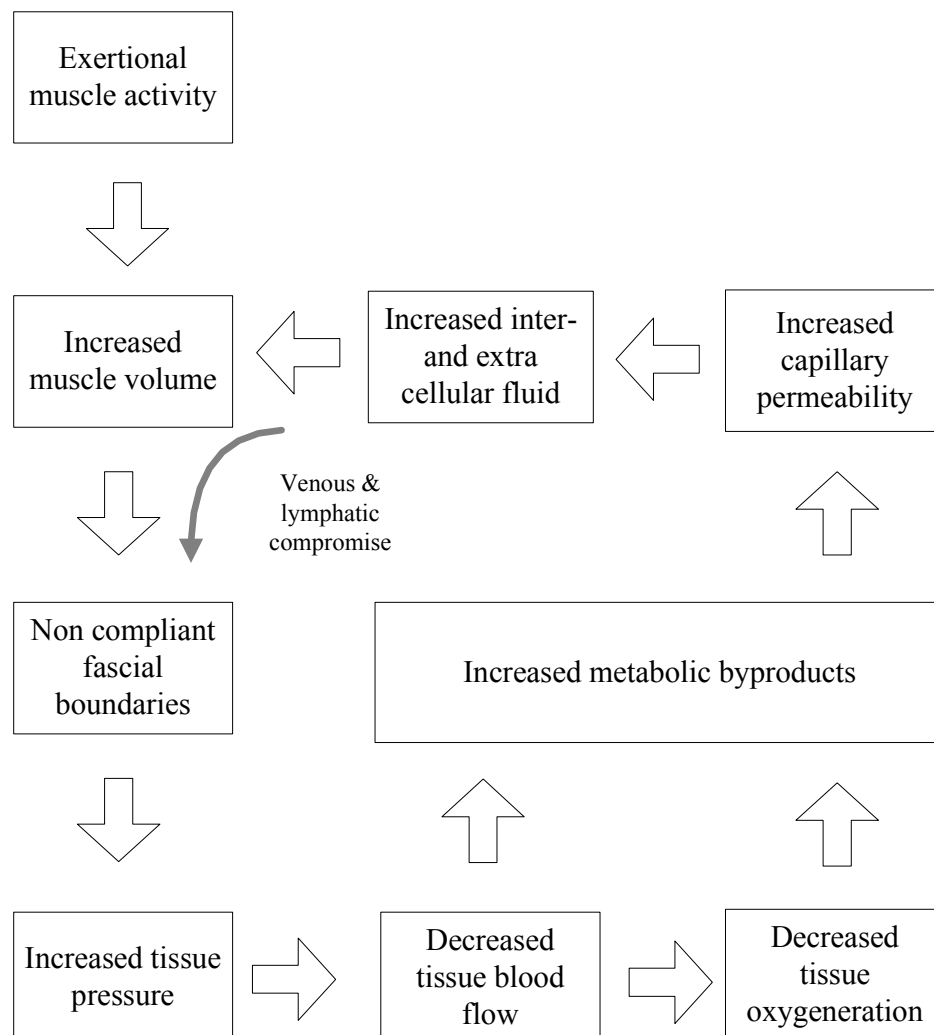 Exertional
muscle activity
Increased
muscle volume
Increased inter-
and extra
cellular fluid
Increased
capillary
permeability
Venous &
lymphatic
compromise
Non compliant
fascial
boundaries
Increased metabolic byproducts
Increased tissue
pressure
Decreased
tissue blood
flow
Decreased
tissue
oxygeneration